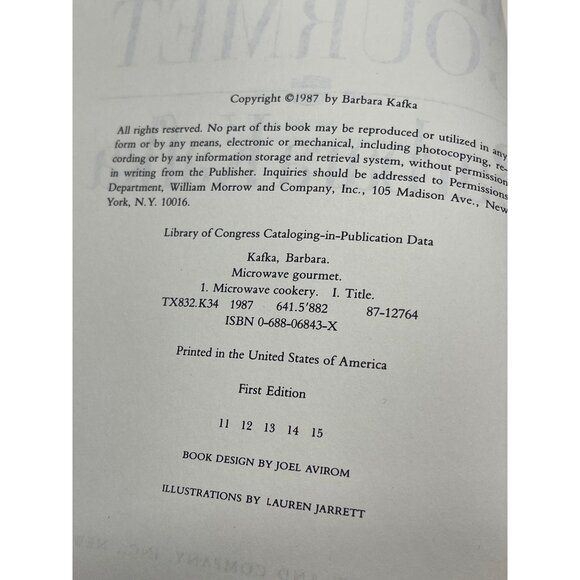 Copyright ©1987 by Barbara Kafka
All rights reserved. No part of this book may be reproduced or utilized in any
form or by any means, electronic or mechanical, including photocopying, re-
cording or by any information storage and retrieval system, without permission
in writing from the Publisher. Inquiries should be addressed to Permissions
Department, William Morrow and Company, Inc., 105 Madison Ave., New
York, N.Y. 10016.
Library of Congress Cataloging-in-Publication Data
Kafka, Barbara.
Microwave gourmet.
1. Microwave cookery. I. Title.
TX832.K34 1987 641.5'882 87-12764
ISBN 0-688-06843-X
Printed in the United States of America
First Edition
11 12 13 14 15
BOOK DESIGN BY JOEL AVIROM
ILLUSTRATIONS BY LAUREN JARRETT